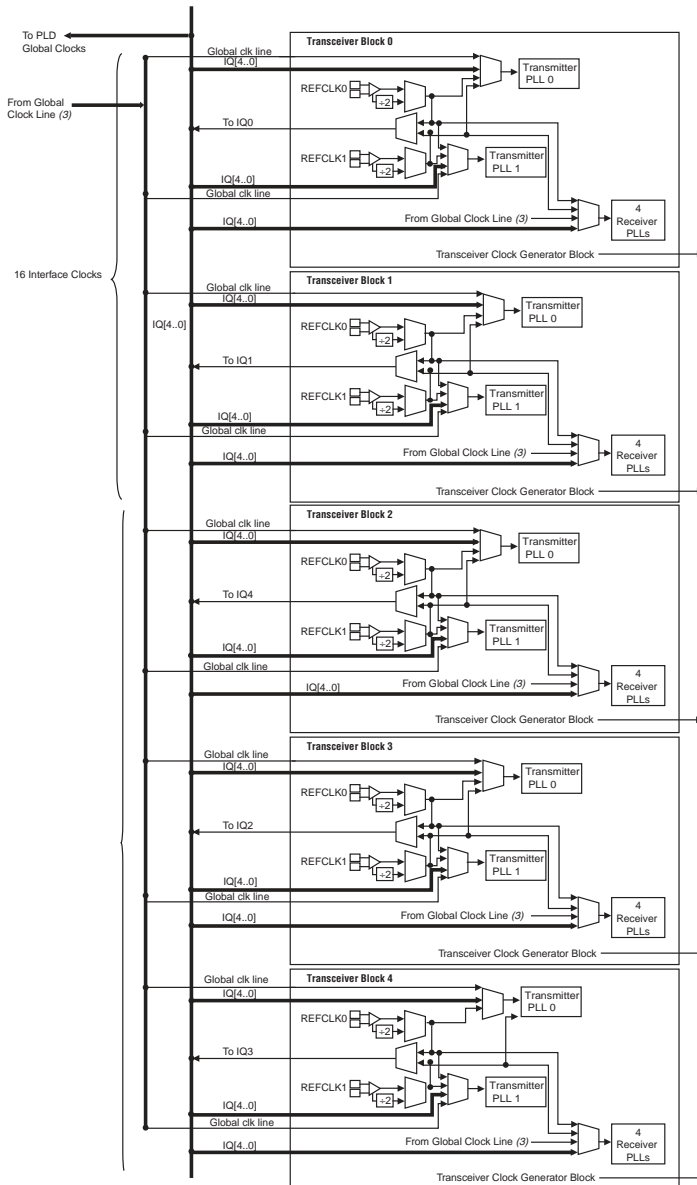 To PLD
Global Clocks
From Global
Clock Line (3)
16 Interface Clocks
IQ[4..0]
Transceiver Block 0
Global clk line
IQ[4..0]
REFCLK0
÷2
Transmitter
PLL 0
To IQ0
REFCLK1
÷2
Transmitter
PLL 1
IQ[4..0]
Global clk line
IQ[4..0]
From Global Clock Line (3)
4
Receiver
PLLs
Transceiver Clock Generator Block
Transceiver Block 1
Global clk line
IQ[4..0]
REFCLK0
÷2
Transmitter
PLL 0
To IQ1
REFCLK1
÷2
Transmitter
PLL 1
IQ[4..0]
Global clk line
IQ[4..0]
From Global Clock Line (3)
4
Receiver
PLLs
Transceiver Clock Generator Block
Transceiver Block 2
Global clk line
IQ[4..0]
REFCLK0
÷2
Transmitter
PLL 0
To IQ4
REFCLK1
÷2
Transmitter
PLL 1
IQ[4..0]
Global clk line
IQ[4..0]
From Global Clock Line (3)
4
Receiver
PLLs
Transceiver Clock Generator Block
Transceiver Block 3
Global clk line
IQ[4..0]
REFCLK0
÷2
Transmitter
PLL 0
To IQ2
REFCLK1
÷2
Transmitter
PLL 1
IQ[4..0]
Global clk line
IQ[4..0]
From Global Clock Line (3)
4
Receiver
PLLs
Transceiver Clock Generator Block
Transceiver Block 4
Global clk line
IQ[4..0]
REFCLK0
÷2
Transmitter
PLL 0
To IQ3
REFCLK1
÷2
Transmitter
PLL 1
IQ[4..0]
Global clk line
IQ[4..0]
From Global Clock Line (3)
4
Receiver
PLLs
Transceiver Clock Generator Block